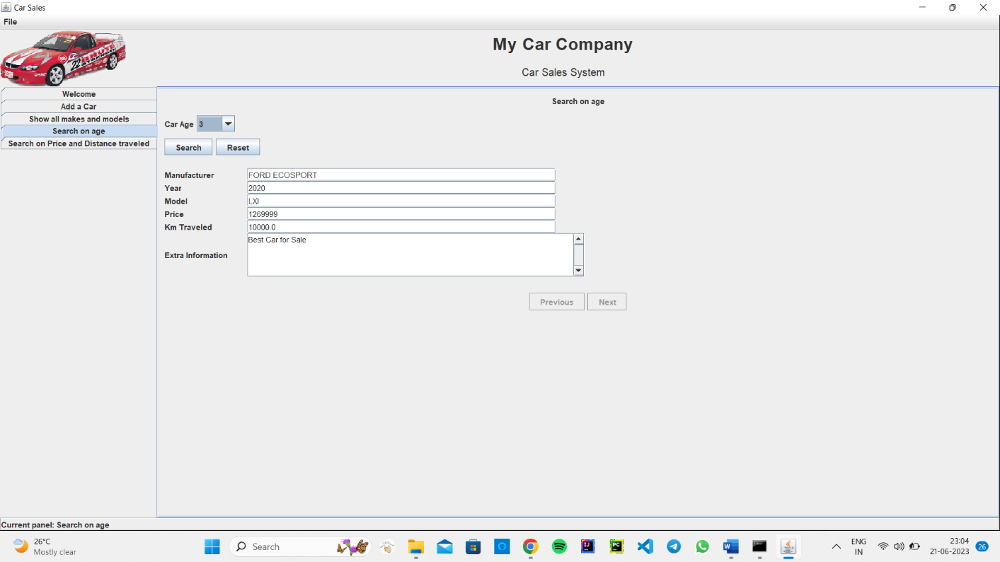 Car Sales
File
My Car Company
Car Sales System
Welcome
Add a Car
Show all makes and models
Search on age
Search on Price and Distance traveled
Search on age
Car Age 3
Search Reset
Manufacturer FORD ECOSPORT
Year 2020
Model LXI
Price 1269999
Km Traveled 10000.0
Extra Information Best Car for Sale
Previous Next
Current panel: Search on age
26°C
Mostly clear
Search
ENG
IN
23:04
21-06-2023
26